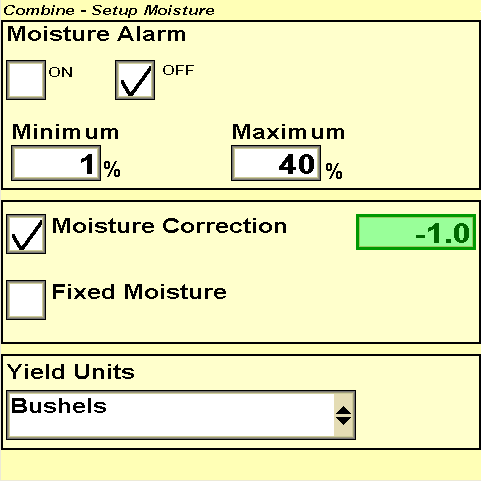 Combine - Setup Moisture
Moisture Alarm
ON OFF
Minimum Maximum
1 % 40 %
Moisture Correction -1.0
Fixed Moisture
Yield Units
Bushels